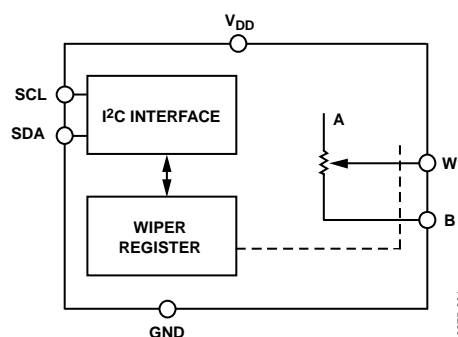 VDD
SCL
SDA
I2C INTERFACE
A
W
B
WIPER
REGISTER
GND